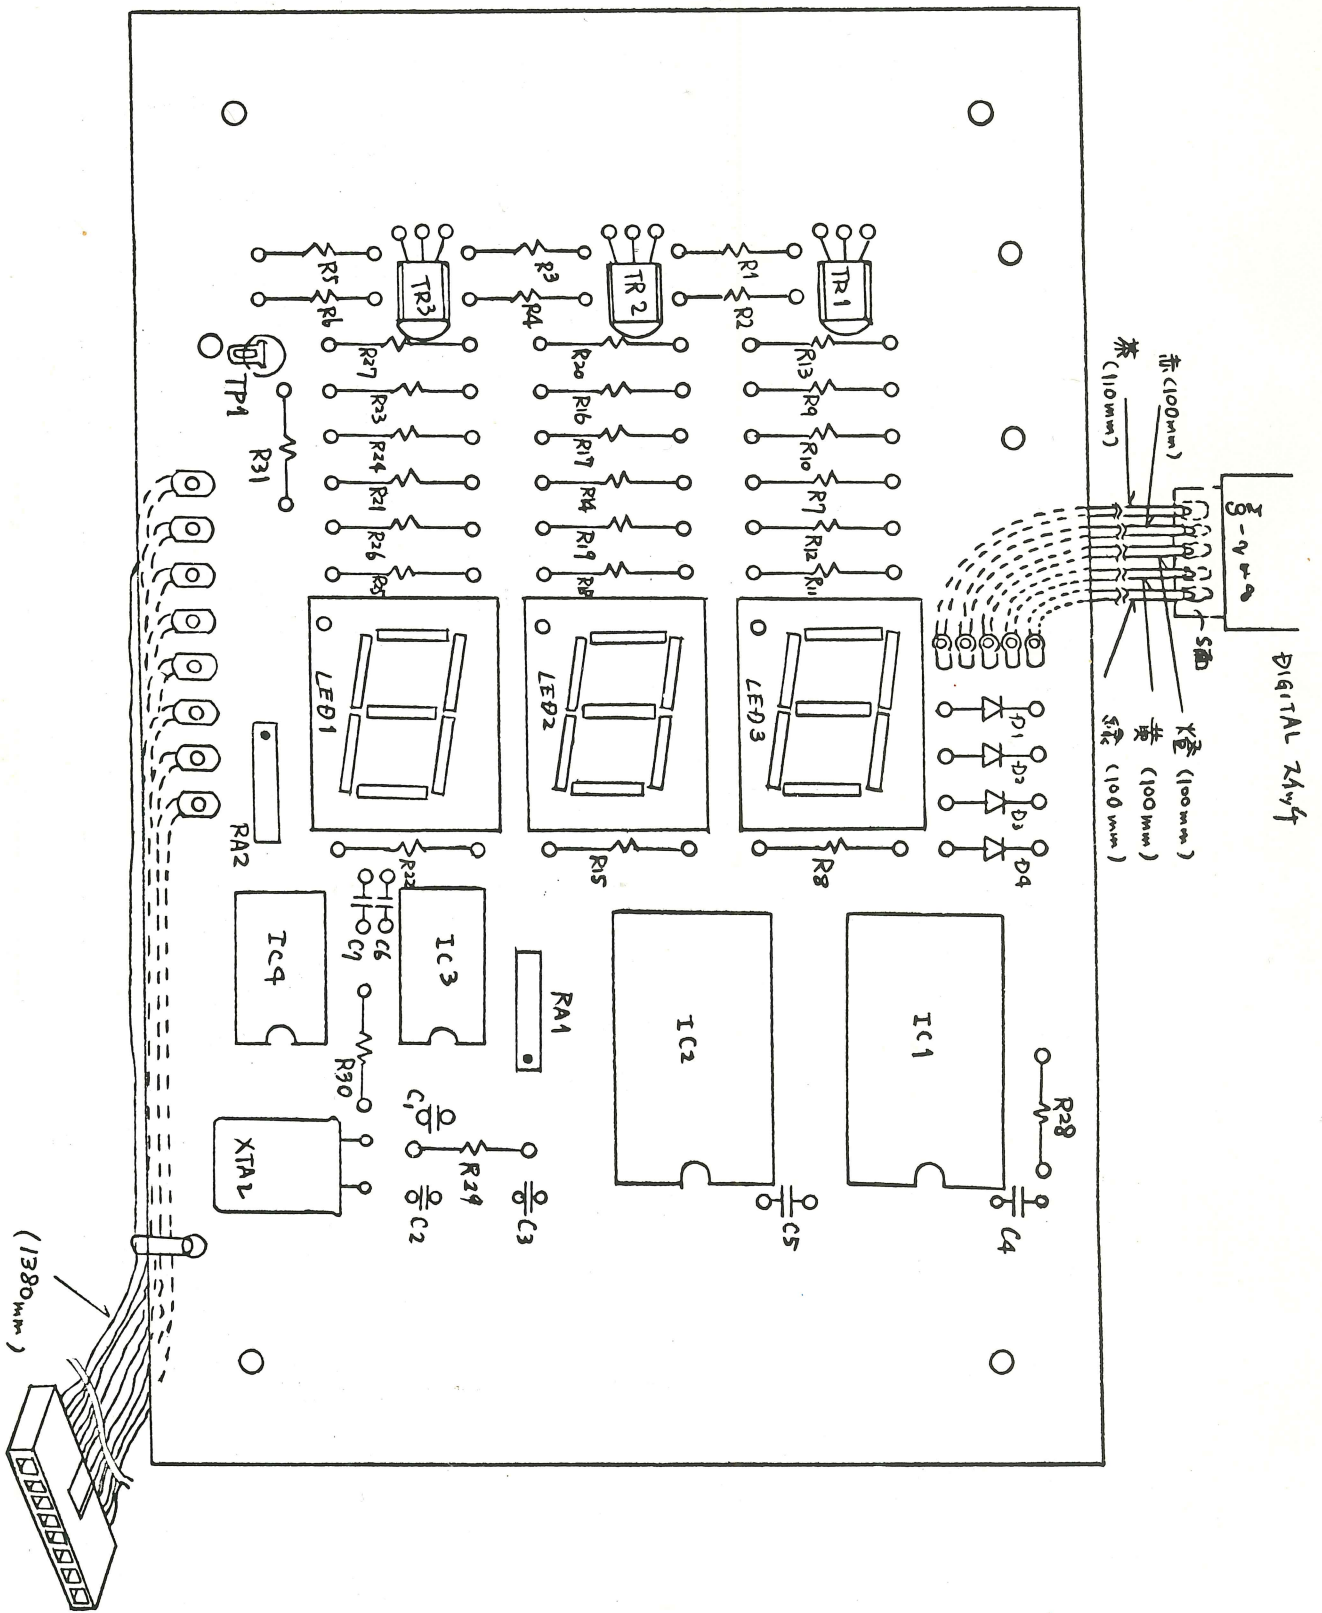 DIGITAL スイッチ
S面
赤(100mm)
橙 (100mm)
茶(110mm)
黄 (100mm)
緑 (100mm)
R28
D1
D2
D3
D4
C4
TR1
R13
R9
R10
R7
R12
R11
R8
IC1
R1
R2
LED3
C5
TR2
R20
R16
R17
R14
R19
R18
R15
IC2
R3
R4
LED2
RA1
C3
R29
TR3
IC3
C1
C2
R27
R23
R24
R21
R26
R25
R22
C6
C7
R5
R6
LED1
R30
IC4
TP1
R31
RA2
XTA2
(1380mm)